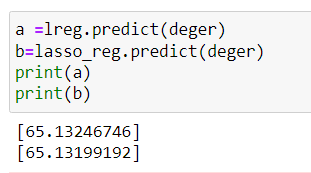 a =lreg.predict(deger)
b=lasso_reg.predict(deger)
print(a)
print(b)
[65.13246746]
[65.13199192]